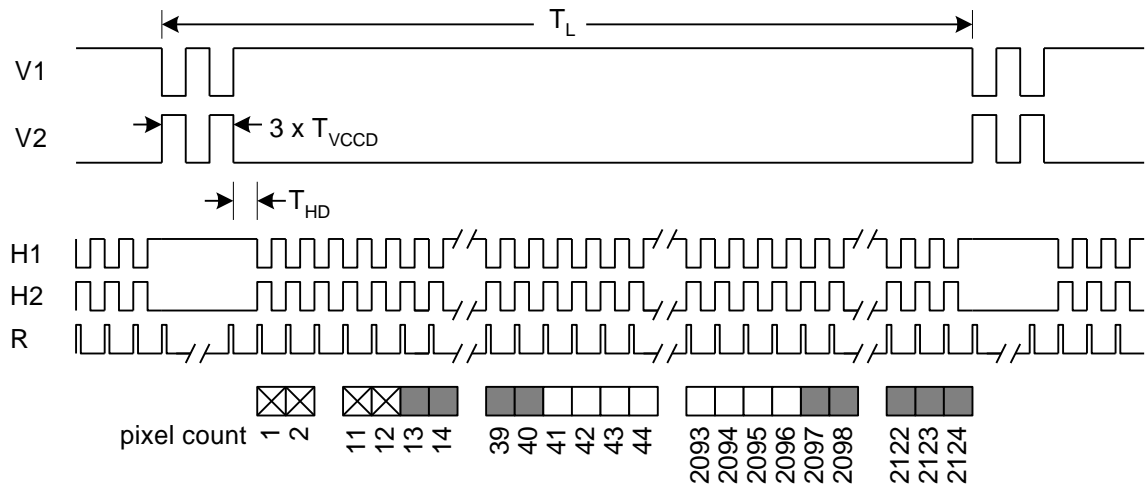 T_L
V1
V2
3 x T_VCCD
T_HD
H1
H2
R
pixel count 1 2 11 12 13 14 39 40 41 42 43 44 2093 2094 2095 2096 2097 2098 2122 2123 2124